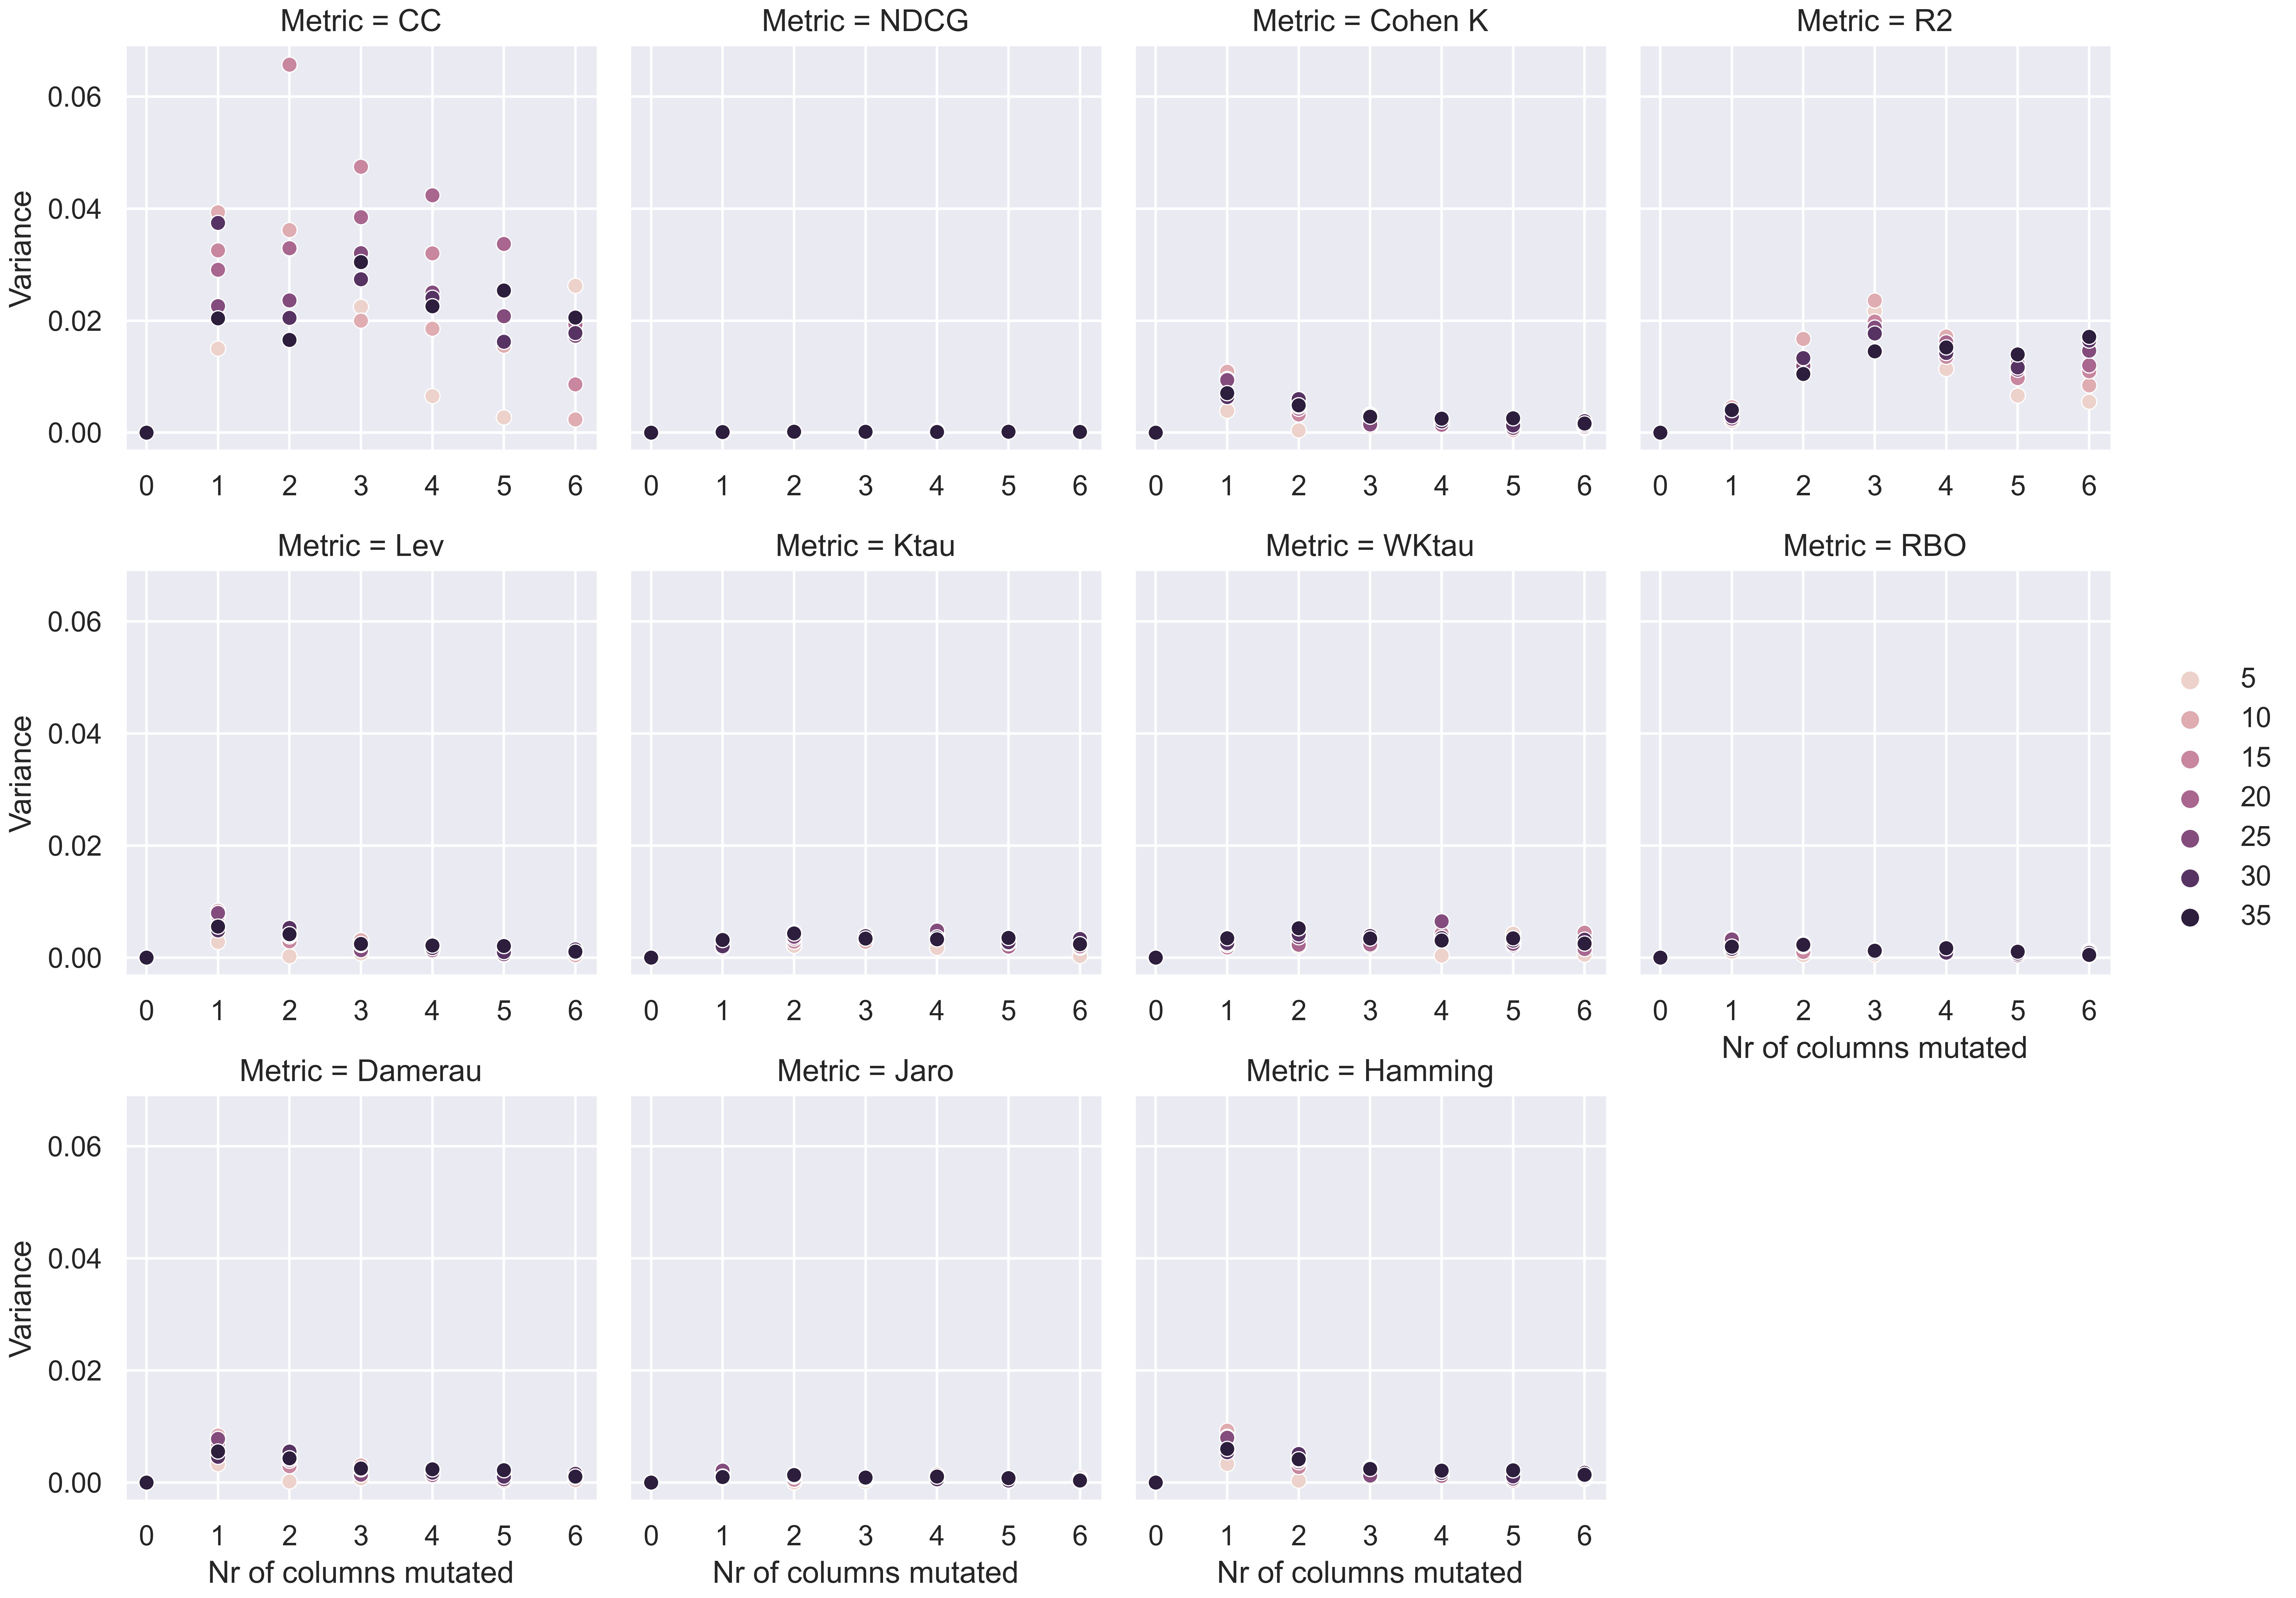 Metric = CC
Metric = NDCG
Metric = Cohen K
Metric = R2
Variance
0.06
0.04
0.02
0.00
0 1 2 3 4 5 6
0 1 2 3 4 5 6
0 1 2 3 4 5 6
0 1 2 3 4 5 6
Metric = Lev
Metric = Ktau
Metric = WKtau
Metric = RBO
Variance
0.06
0.04
0.02
0.00
0 1 2 3 4 5 6
0 1 2 3 4 5 6
0 1 2 3 4 5 6
0 1 2 3 4 5 6
Nr of columns mutated
5
10
15
20
25
30
35
Metric = Damerau
Metric = Jaro
Metric = Hamming
Variance
0.06
0.04
0.02
0.00
0 1 2 3 4 5 6
0 1 2 3 4 5 6
0 1 2 3 4 5 6
Nr of columns mutated
Nr of columns mutated
Nr of columns mutated